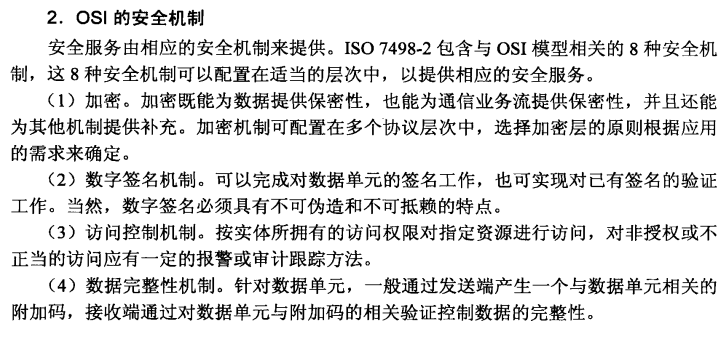 2．OSI 的安全机制
安全服务由相应的安全机制来提供。ISO 7498-2 包含与 OSI 模型相关的 8 种安全机
制，这 8 种安全机制可以配置在适当的层次中，以提供相应的安全服务。
（1）加密。加密既能为数据提供保密性，也能为通信业务流提供保密性，并且还能
为其他机制提供补充。加密机制可配置在多个协议层次中，选择加密层的原则根据应用
的需求来确定。
（2）数字签名机制。可以完成对数据单元的签名工作，也可实现对已有签名的验证
工作。当然，数字签名必须具有不可伪造和不可抵赖的特点。
（3）访问控制机制。按实体所拥有的访问权限对指定资源进行访问，对非授权或不
正当的访问应有一定的报警或审计跟踪方法。
（4）数据完整性机制。针对数据单元，一般通过发送端产生一个与数据单元相关的
附加码，接收端通过对数据单元与附加码的相关验证控制数据的完整性。